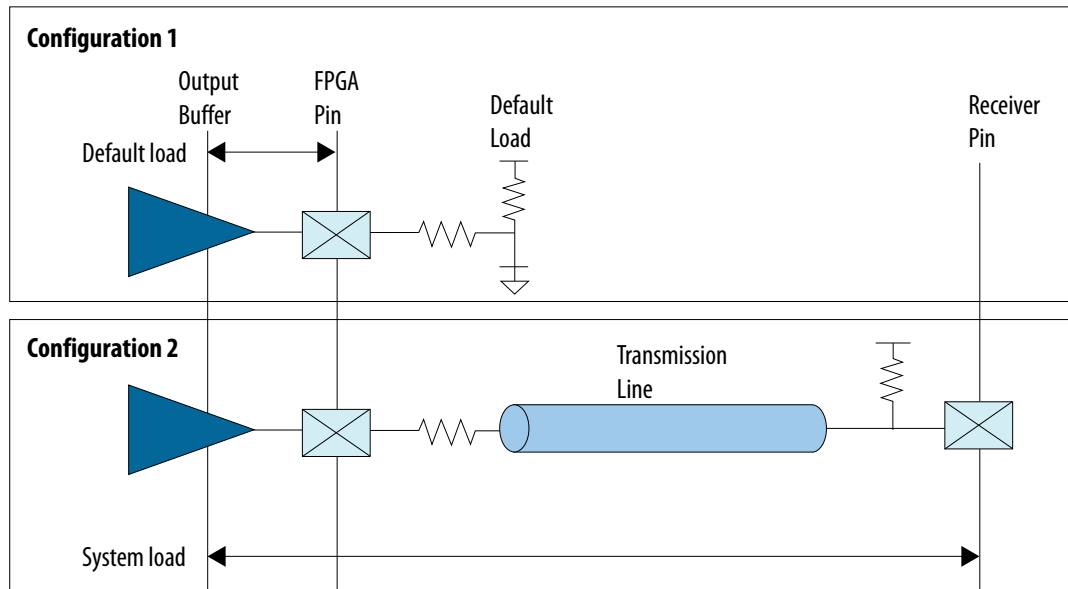 Configuration 1
Output
Buffer
FPGA
Pin
Default
Load
Receiver
Pin
Default load
Configuration 2
Transmission
Line
System load